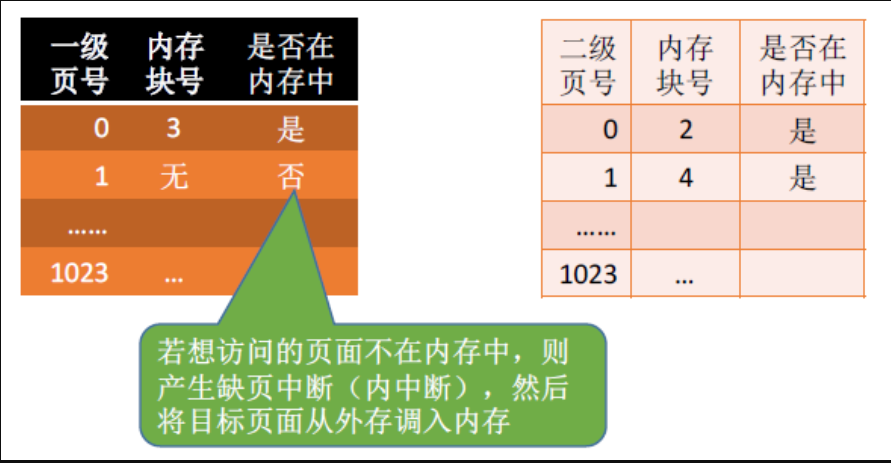 一级页号 内存块号 是否在内存中
0 3 是
1 无 否
……
1023 …
二级页号 内存块号 是否在内存中
0 2 是
1 4 是
……
1023 …
若想访问的页面不在内存中，则
产生缺页中断（内中断），然后
将目标页面从外存调入内存